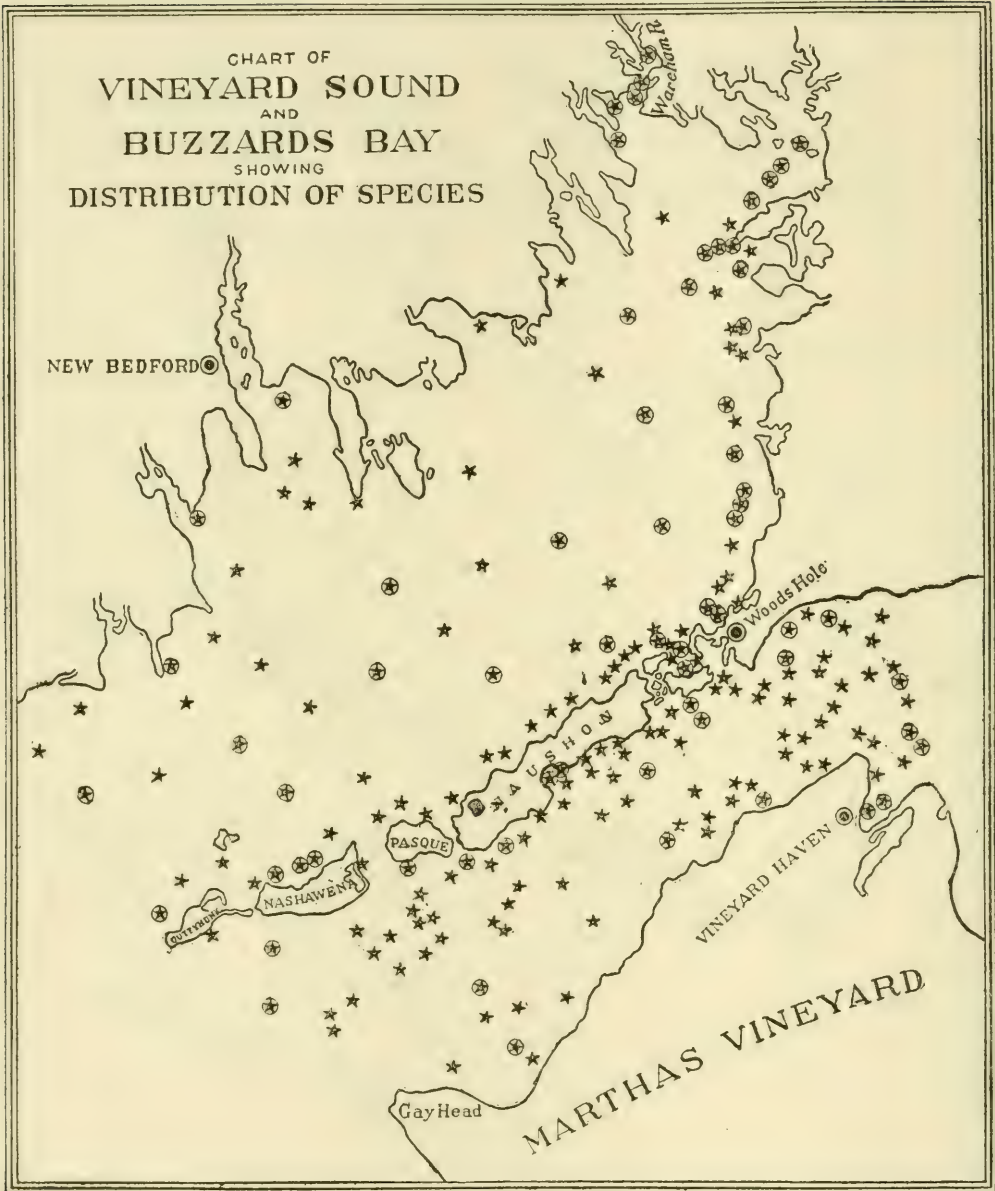 CHART OF
VINEYARD SOUND
AND
BUZZARDS BAY
SHOWING
DISTRIBUTION OF SPECIES
Wareham R.
NEW BEDFORD
Woods Hole
NAUSHON
PASQUE
NASHAWENA
CUTTYHUNK
VINEYARD HAVEN
MARTHAS VINEYARD
Gay Head